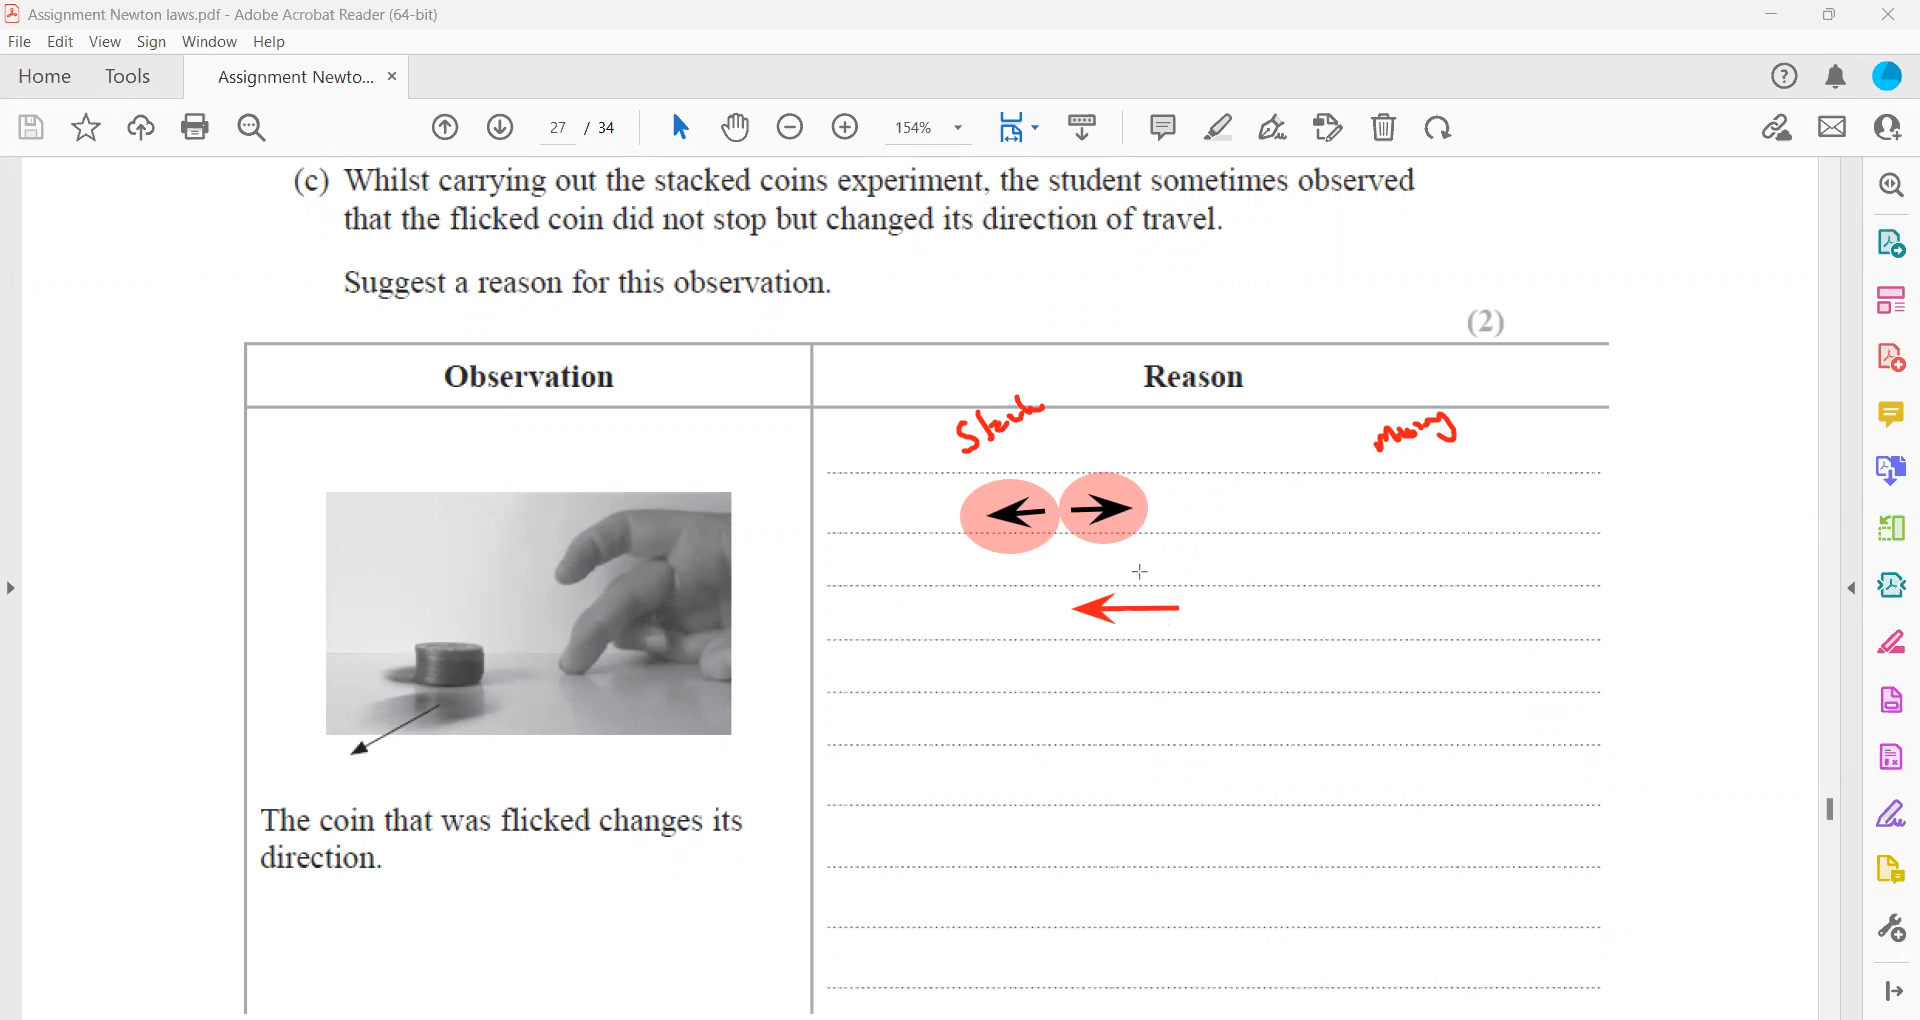 Assignment Newton laws.pdf - Adobe Acrobat Reader (64-bit)
File Edit View Sign Window Help
Home Tools Assignment Newto... ×
27 / 34 154%
(c) Whilst carrying out the stacked coins experiment, the student sometimes observed
that the flicked coin did not stop but changed its direction of travel.
Suggest a reason for this observation.
(2)
Observation Reason
The coin that was flicked changes its
direction.